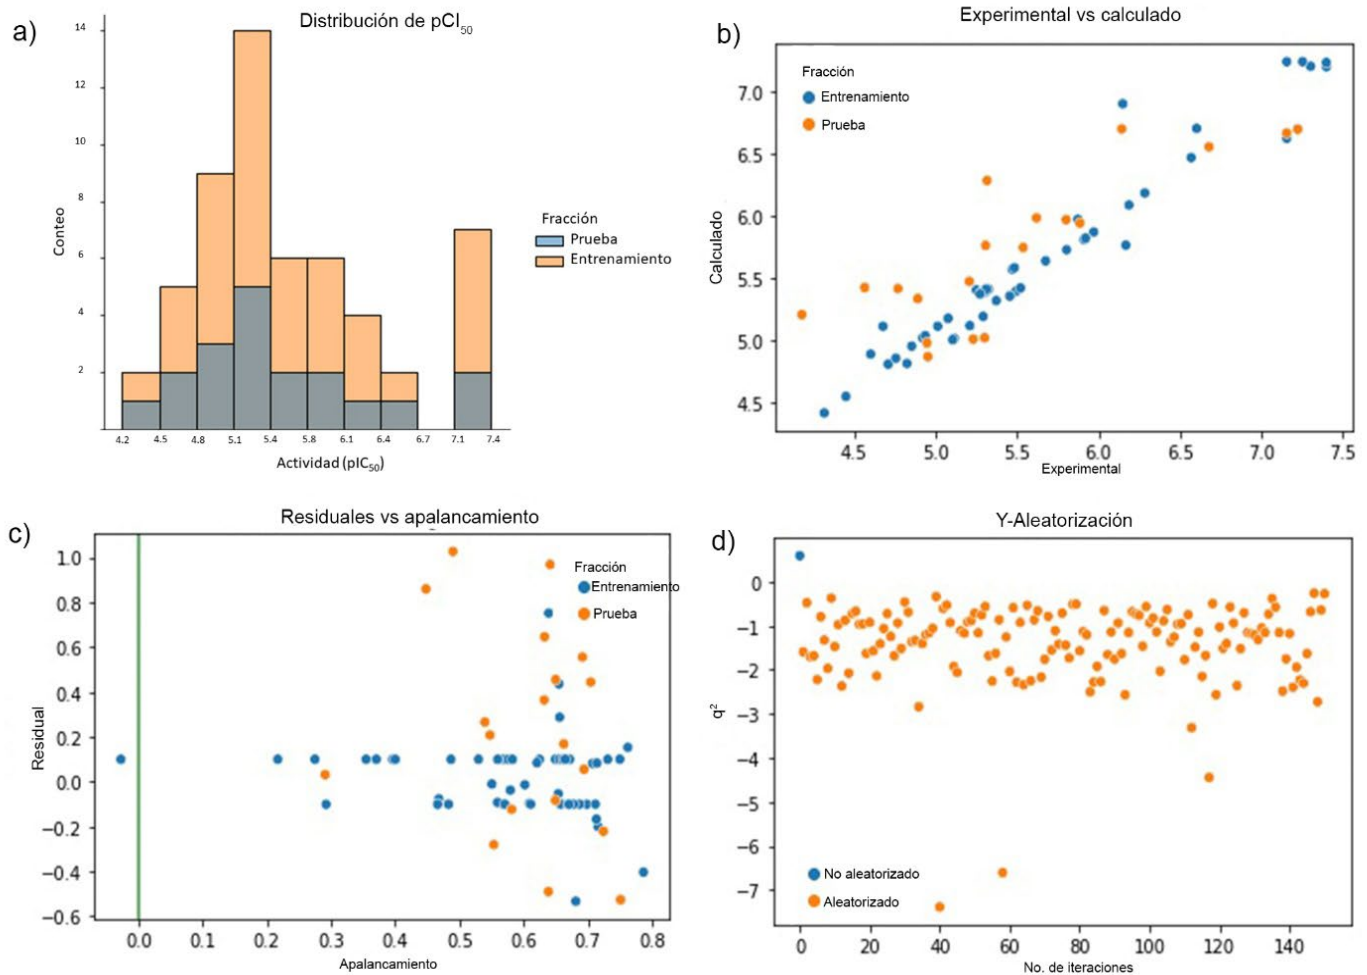 a)
Distribución de pCI50
14
12
10
8
6
4
2
Conteo
4.2 4.5 4.8 5.1 5.4 5.8 6.1 6.4 6.7 7.1 7.4
Actividad (pIC50)
Fracción
Prueba
Entrenamiento
b)
Experimental vs calculado
Fracción
Entrenamiento
Prueba
7.0
6.5
6.0
5.5
5.0
4.5
Calculado
4.5 5.0 5.5 6.0 6.5 7.0 7.5
Experimental
c)
Residuales vs apalancamiento
Fracción
Entrenamiento
Prueba
1.0
0.8
0.6
0.4
0.2
0.0
−0.2
−0.4
−0.6
Residual
0.0 0.1 0.2 0.3 0.4 0.5 0.6 0.7 0.8
Apalancamiento
d)
Y-Aleatorización
0
−1
−2
−3
−4
−5
−6
−7
q²
No aleatorizado
Aleatorizado
0 20 40 60 80 100 120 140
No. de iteraciones